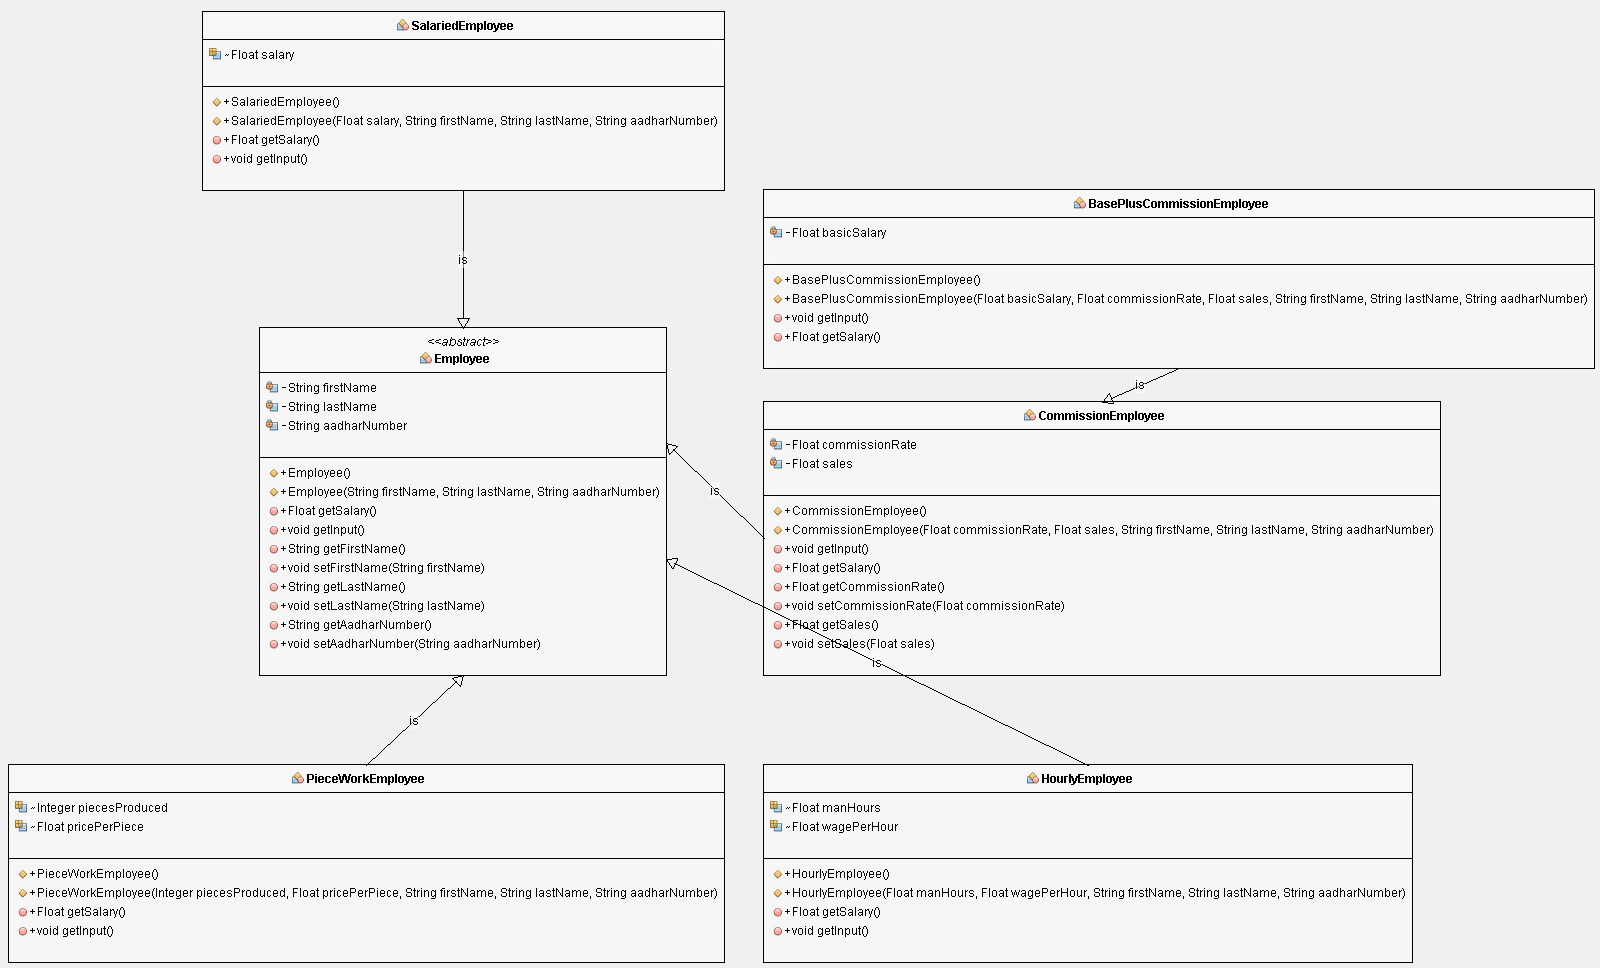 SalariedEmployee
~Float salary
+SalariedEmployee()
+SalariedEmployee(Float salary, String firstName, String lastName, String aadharNumber)
+Float getSalary()
+void getInput()
is
BasePlusCommissionEmployee
-Float basicSalary
+BasePlusCommissionEmployee()
+BasePlusCommissionEmployee(Float basicSalary, Float commissionRate, Float sales, String firstName, String lastName, String aadharNumber)
+void getInput()
+Float getSalary()
is
<<abstract>>
Employee
-String firstName
-String lastName
-String aadharNumber
+Employee()
+Employee(String firstName, String lastName, String aadharNumber)
+Float getSalary()
+void getInput()
+String getFirstName()
+void setFirstName(String firstName)
+String getLastName()
+void setLastName(String lastName)
+String getAadharNumber()
+void setAadharNumber(String aadharNumber)
is
CommissionEmployee
-Float commissionRate
-Float sales
+CommissionEmployee()
+CommissionEmployee(Float commissionRate, Float sales, String firstName, String lastName, String aadharNumber)
+void getInput()
+Float getSalary()
+Float getCommissionRate()
+void setCommissionRate(Float commissionRate)
+Float getSales()
+void setSales(Float sales)
is
is
PieceWorkEmployee
~Integer piecesProduced
~Float pricePerPiece
+PieceWorkEmployee()
+PieceWorkEmployee(Integer piecesProduced, Float pricePerPiece, String firstName, String lastName, String aadharNumber)
+Float getSalary()
+void getInput()
HourlyEmployee
~Float manHours
~Float wagePerHour
+HourlyEmployee()
+HourlyEmployee(Float manHours, Float wagePerHour, String firstName, String lastName, String aadharNumber)
+Float getSalary()
+void getInput()